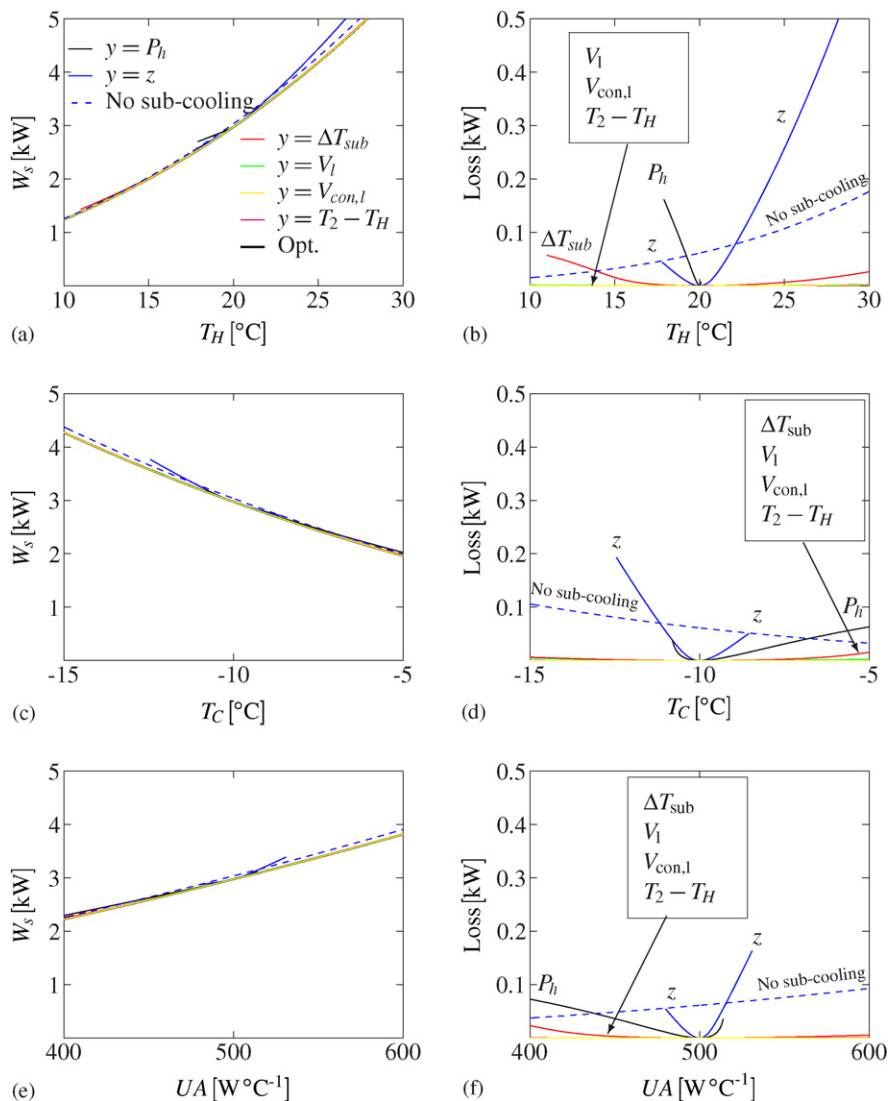 5
4
3
2
1
W_s [kW]
y = P_h
y = z
No sub-cooling
y = ΔT_sub
y = V_l
y = V_con,l
y = T_2 − T_H
Opt.
10 15 20 25 30
(a)
T_H [°C]
0.5
0.4
0.3
0.2
0.1
Loss [kW]
V_l
V_con,l
T_2 − T_H
z
P_h
No sub-cooling
ΔT_sub
z
10 15 20 25 30
(b)
T_H [°C]
5
4
3
2
1
0
W_s [kW]
-15 -10 -5
(c)
T_C [°C]
0.5
0.4
0.3
0.2
0.1
0
Loss [kW]
ΔT_sub
V_l
V_con,l
T_2 − T_H
z
No sub-cooling
z
P_h
-15 -10 -5
(d)
T_C [°C]
5
4
3
2
1
0
W_s [kW]
400 500 600
(e)
UA [W°C⁻¹]
0.5
0.4
0.3
0.2
0.1
0
Loss [kW]
ΔT_sub
V_l
V_con,l
T_2 − T_H
z
P_h
z
No sub-cooling
400 500 600
(f)
UA [W°C⁻¹]